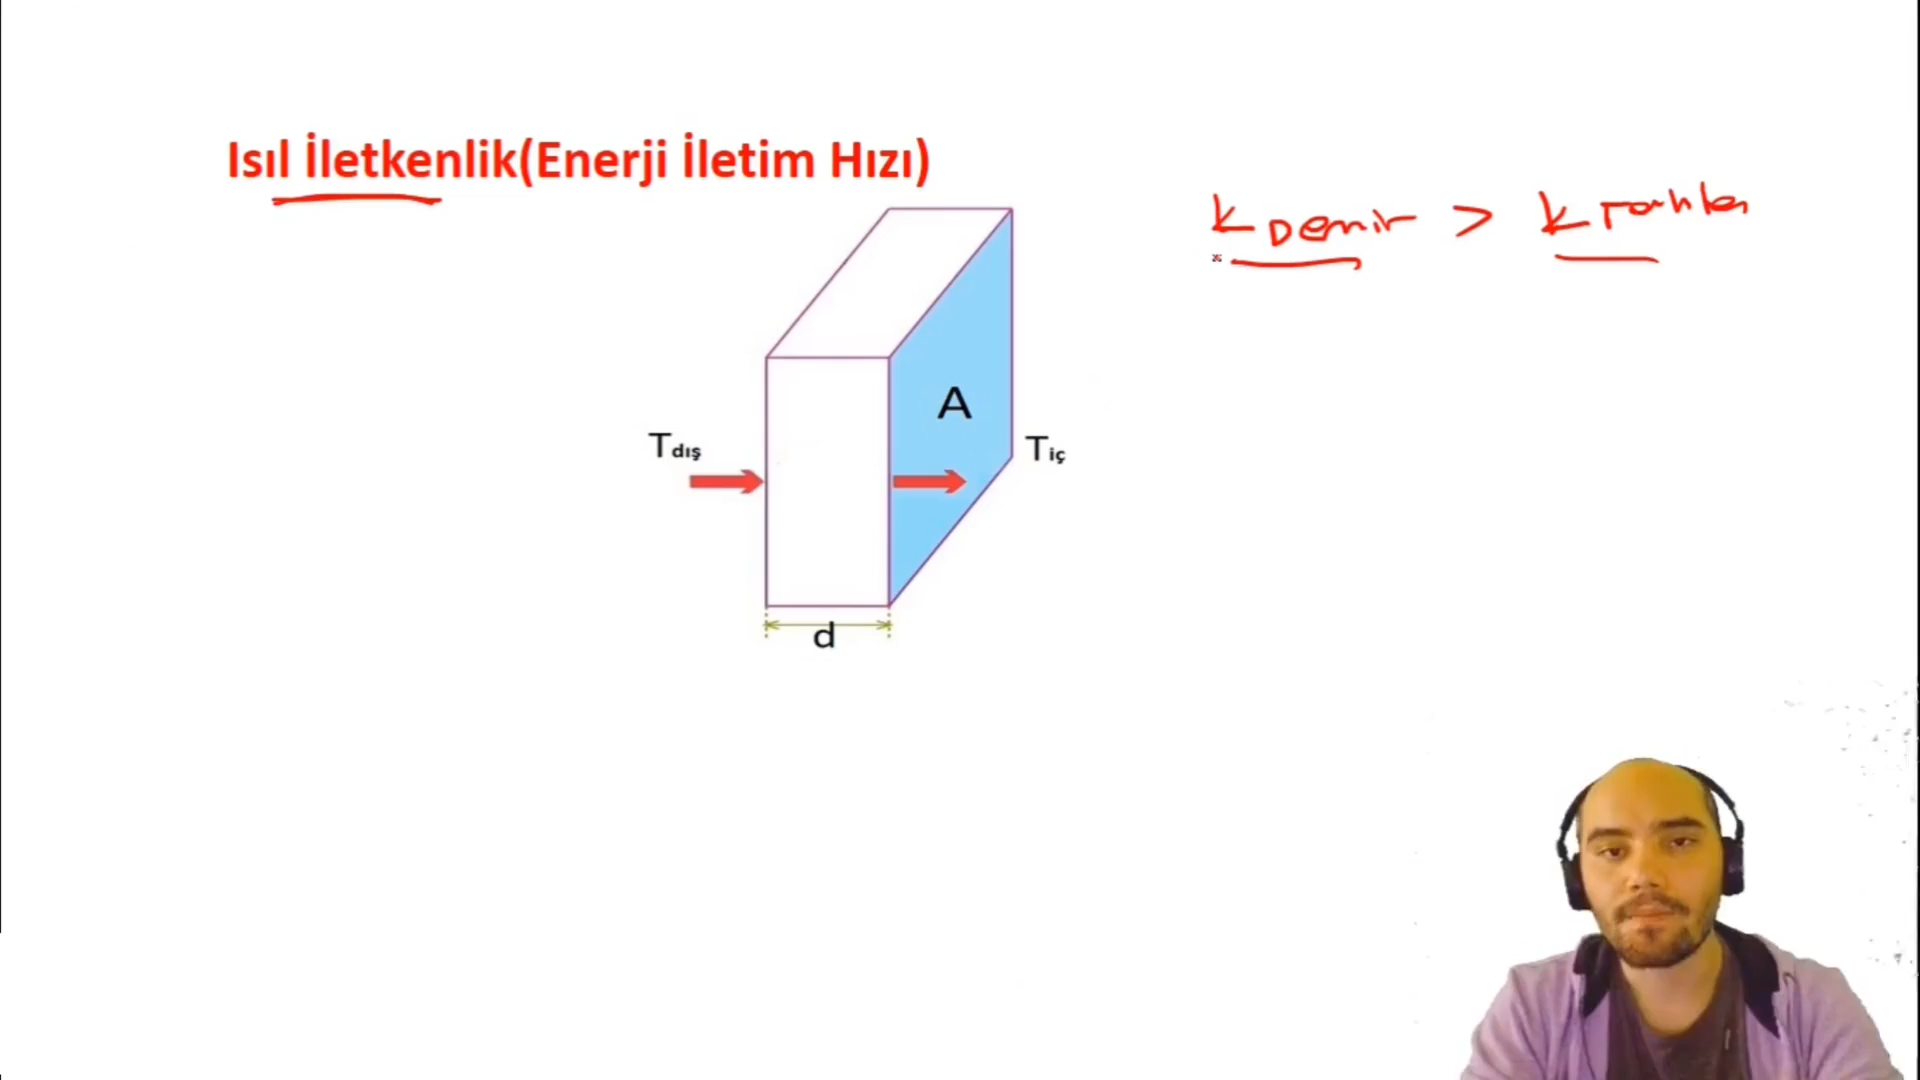 Isıl İletkenlik(Enerji İletim Hızı)
k Demir > k Tahta
A
Tdış
Tiç
d